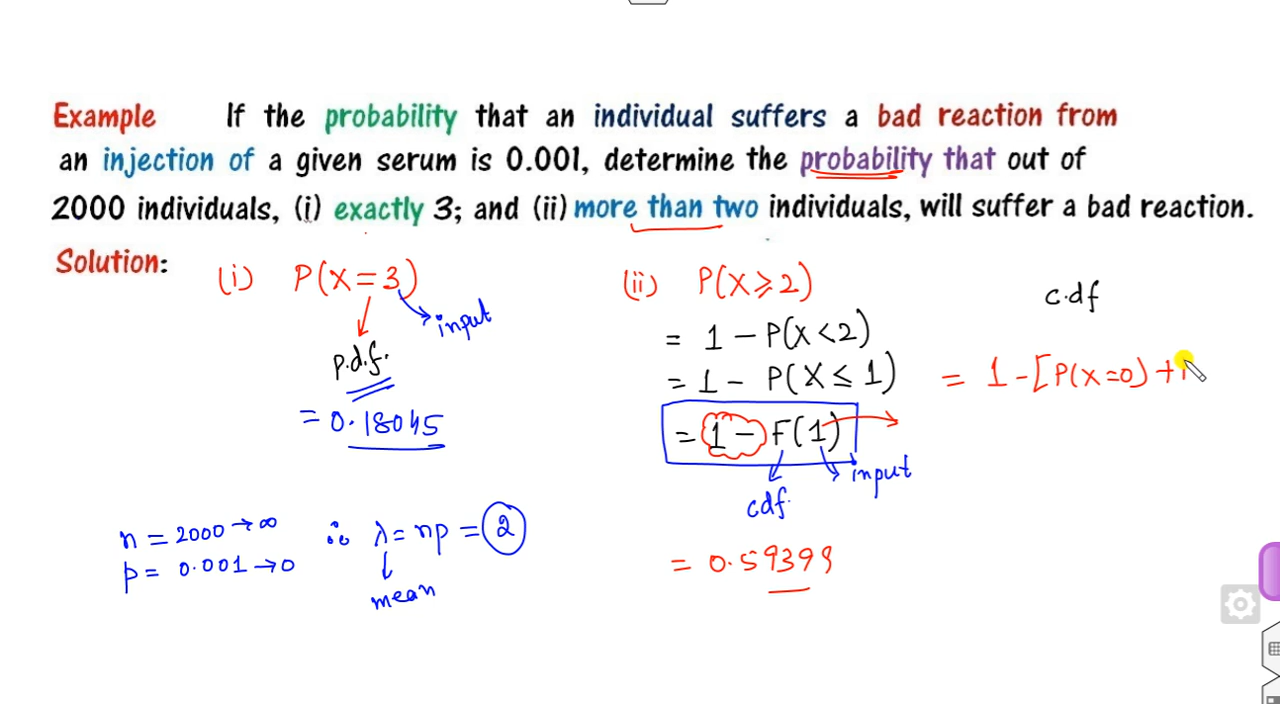 Example If the probability that an individual suffers a bad reaction from
an injection of a given serum is 0.001, determine the probability that out of
2000 individuals, (i) exactly 3; and (ii) more than two individuals, will suffer a bad reaction.
Solution:
(i) P(X=3)
input
p.d.f.
= 0.18045
n = 2000 → ∞
p = 0.001 → 0
∴ λ = np = 2
mean
(ii) P(X ≥ 2)
= 1 - P(X < 2)
= 1 - P(X ≤ 1)
= 1 - F(1)
cdf.
input
= 0.59399
c.df
= 1 - [P(X=0) +